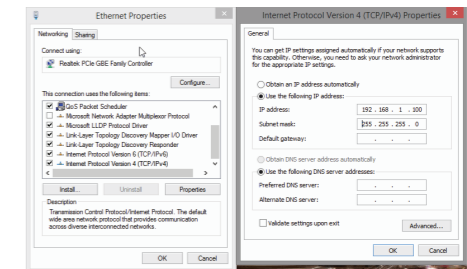 Ethernet Properties
Networking Sharing
Connect using:
Realtek PCIe GBE Family Controller
Configure...
This connection uses the following items:
QoS Packet Scheduler
Microsoft Network Adapter Multiplexor Protocol
Microsoft LLDP Protocol Driver
Link-Layer Topology Discovery Mapper I/O Driver
Link-Layer Topology Discovery Responder
Internet Protocol Version 6 (TCP/IPv6)
Internet Protocol Version 4 (TCP/IPv4)
Install...
Uninstall
Properties
Description
Transmission Control Protocol/Internet Protocol. The default
wide area network protocol that provides communication
across diverse interconnected networks.
OK
Cancel
Internet Protocol Version 4 (TCP/IPv4) Properties
General
You can get IP settings assigned automatically if your network supports
this capability. Otherwise, you need to ask your network administrator
for the appropriate IP settings.
Obtain an IP address automatically
Use the following IP address:
IP address: 192 . 168 . 1 . 100
Subnet mask: 255 . 255 . 255 . 0
Default gateway: . . .
Obtain DNS server address automatically
Use the following DNS server addresses:
Preferred DNS server: . . .
Alternate DNS server: . . .
Validate settings upon exit
Advanced...
OK
Cancel